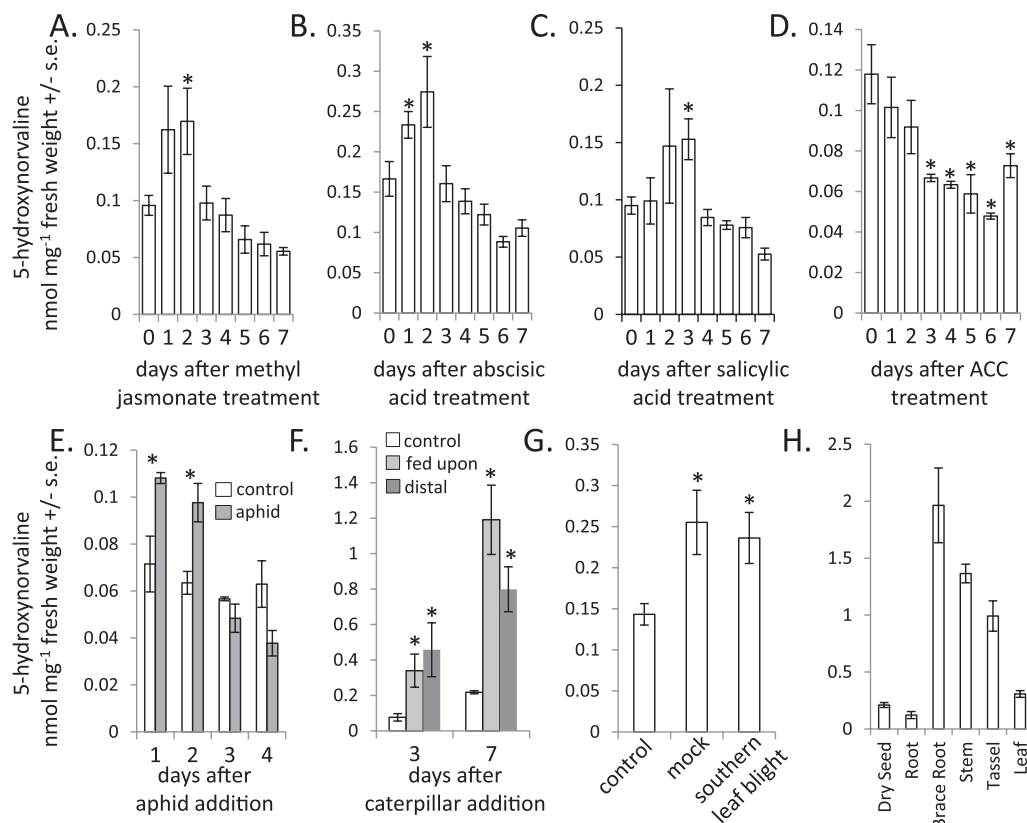 A.
B.
C.
D.
5-hydroxynorvaline
nmol mg⁻¹ fresh weight +/- s.e.
0.25
0.2
0.15
0.1
0.05
0
*
0 1 2 3 4 5 6 7
days after methyl
jasmonate treatment
0.35
0.3
0.25
0.2
0.15
0.1
0.05
0
* *
0 1 2 3 4 5 6 7
days after abscisic
acid treatment
0.25
0.2
0.15
0.1
0.05
0
*
0 1 2 3 4 5 6 7
days after salicylic
acid treatment
0.14
0.12
0.1
0.08
0.06
0.04
0.02
0
* * * * *
0 1 2 3 4 5 6 7
days after ACC
treatment
E.
F.
G.
H.
5-hydroxynorvaline
nmol mg⁻¹ fresh weight +/- s.e.
0.12
0.1
0.08
0.06
0.04
0.02
0
* *
control
aphid
1 2 3 4
days after
aphid addition
1.6
1.4
1.2
1
0.8
0.6
0.4
0.2
0
control
fed upon
distal
* * * *
3 7
days after
caterpillar addition
0.35
0.3
0.25
0.2
0.15
0.1
0.05
0
* *
control
mock
southern
leaf blight
2.5
2
1.5
1
0.5
0
Dry Seed
Root
Brace Root
Stem
Tassel
Leaf